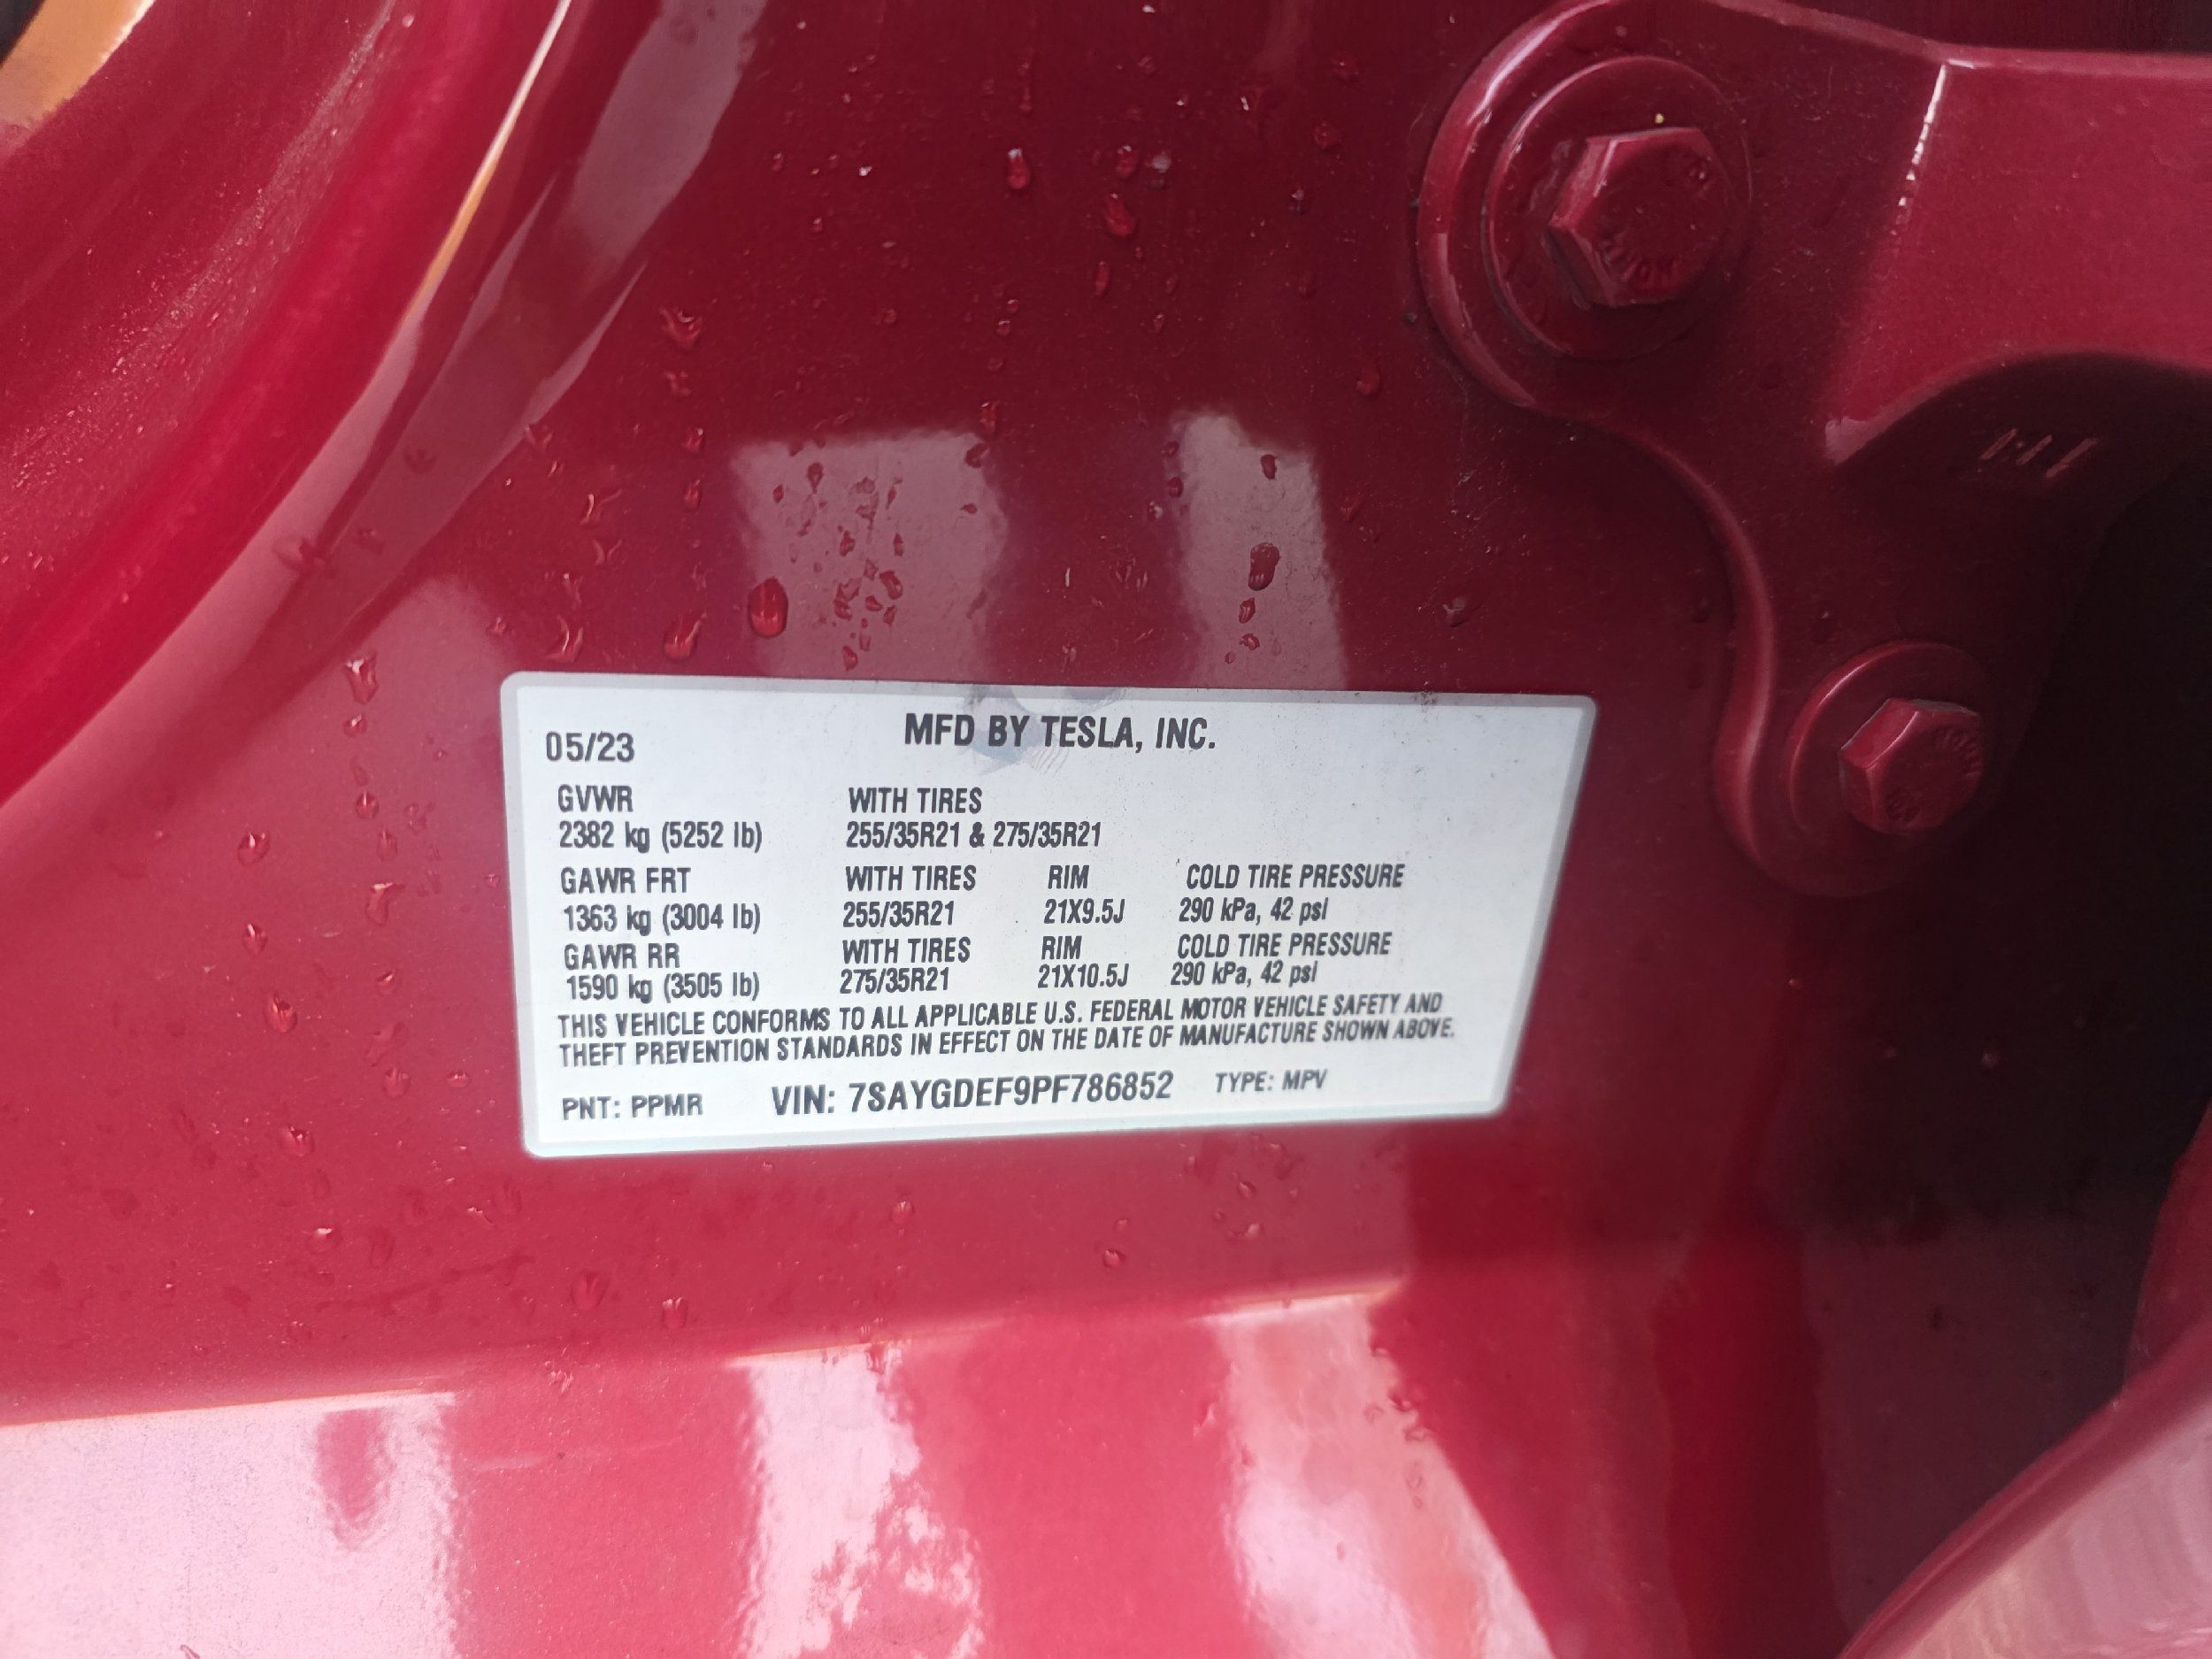 05/23 MFD BY TESLA, INC.
GVWR WITH TIRES
2382 kg (5252 lb) 255/35R21 & 275/35R21
GAWR FRT WITH TIRES RIM COLD TIRE PRESSURE
1363 kg (3004 lb) 255/35R21 21X9.5J 290 kPa, 42 psi
GAWR RR WITH TIRES RIM COLD TIRE PRESSURE
1590 kg (3505 lb) 275/35R21 21X10.5J 290 kPa, 42 psi
THIS VEHICLE CONFORMS TO ALL APPLICABLE U.S. FEDERAL MOTOR VEHICLE SAFETY AND
THEFT PREVENTION STANDARDS IN EFFECT ON THE DATE OF MANUFACTURE SHOWN ABOVE.
PNT: PPMR VIN: 7SAYGDEF9PF786852 TYPE: MPV